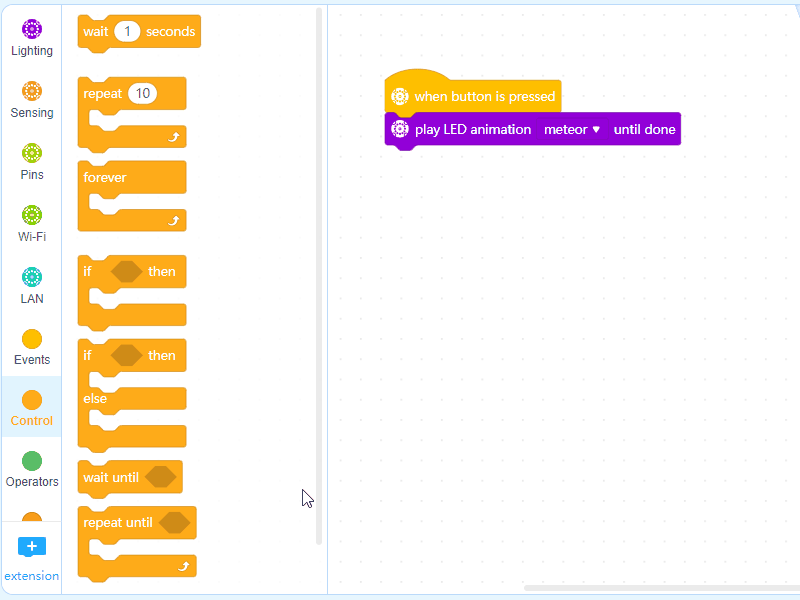 Lighting
Sensing
Pins
Wi-Fi
LAN
Events
Control
Operators
+
extension
wait 1 seconds
repeat 10
forever
if then
if then
else
wait until
repeat until
when button is pressed
play LED animation meteor ▾ until done